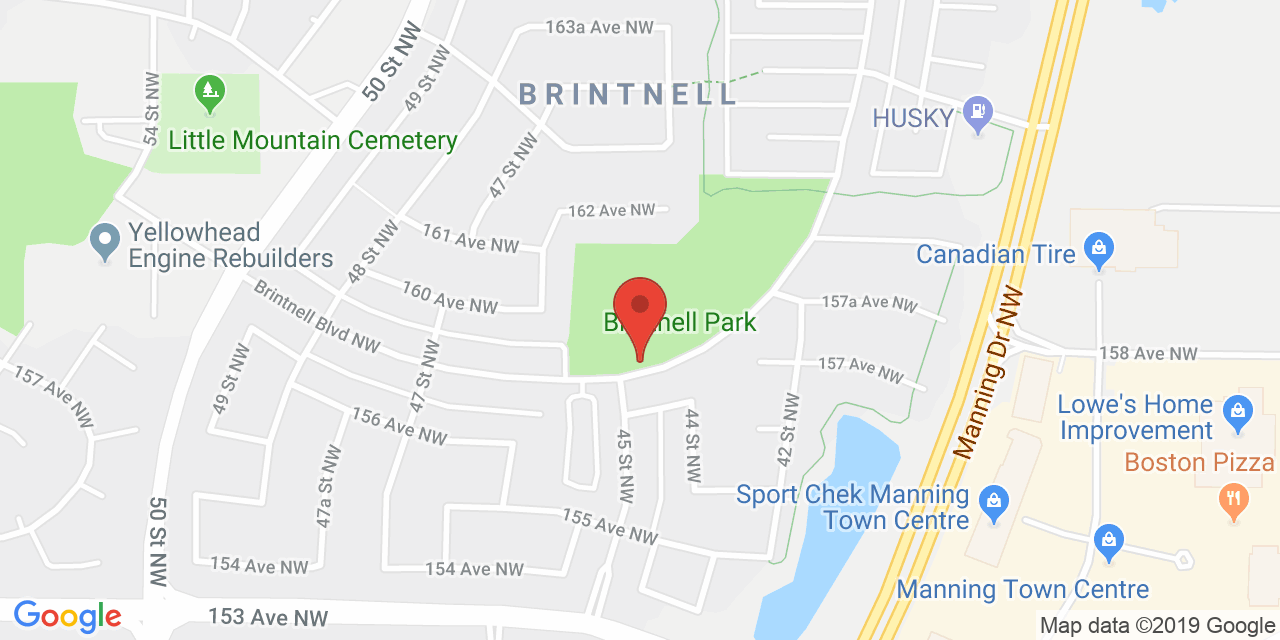 163a Ave NW
50 St NW
49 St NW
BRINTNELL
54 St NW
HUSKY
Little Mountain Cemetery
47 St NW
162 Ave NW
161 Ave NW
Yellowhead
Engine Rebuilders
48 St NW
Canadian Tire
160 Ave NW
Brintnell Blvd NW
157a Ave NW
Manning Dr NW
Brintnell Park
158 Ave NW
157 Ave NW
49 St NW
47 St NW
157 Ave NW
156 Ave NW
Lowe's Home
Improvement
44 St NW
42 St NW
45 St NW
Boston Pizza
47a St NW
Sport Chek Manning
Town Centre
50 St NW
155 Ave NW
154 Ave NW
154 Ave NW
Manning Town Centre
Google
153 Ave NW
Map data ©2019 Google